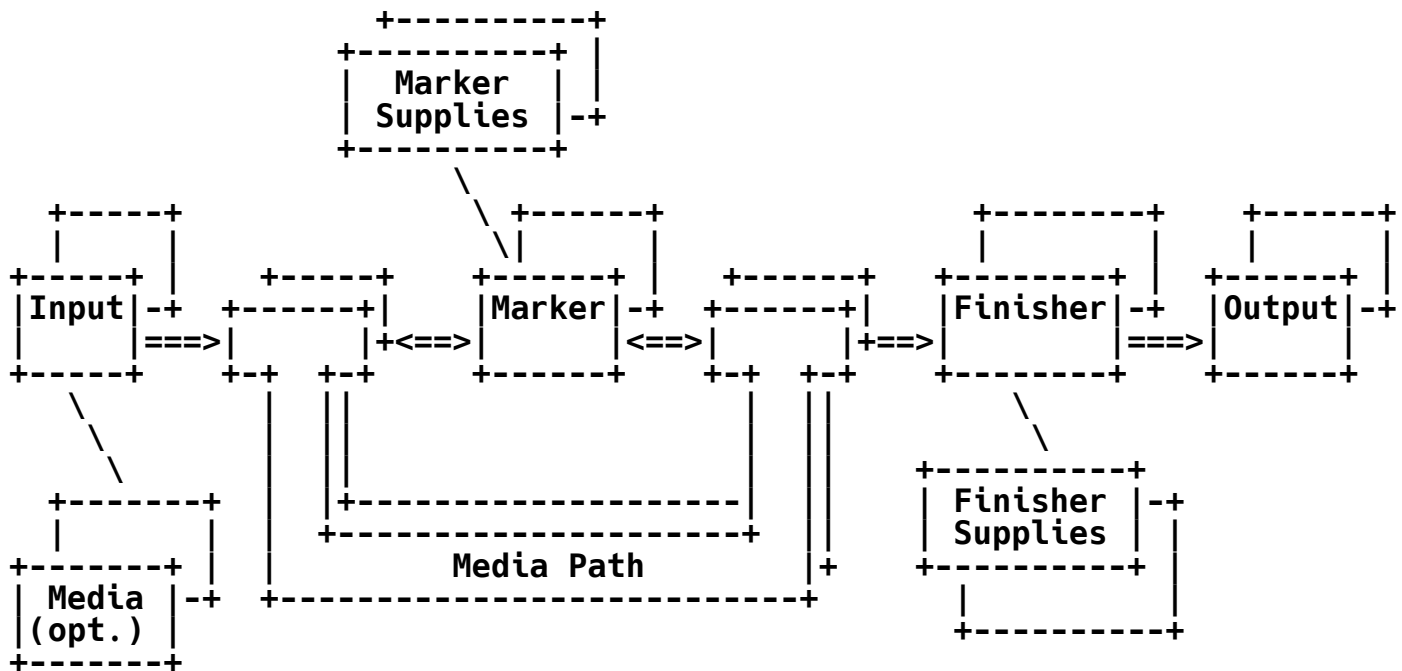 Marker
Supplies
Input
Marker
Finisher
Output
Finisher
Supplies
Media Path
Media
(opt.)